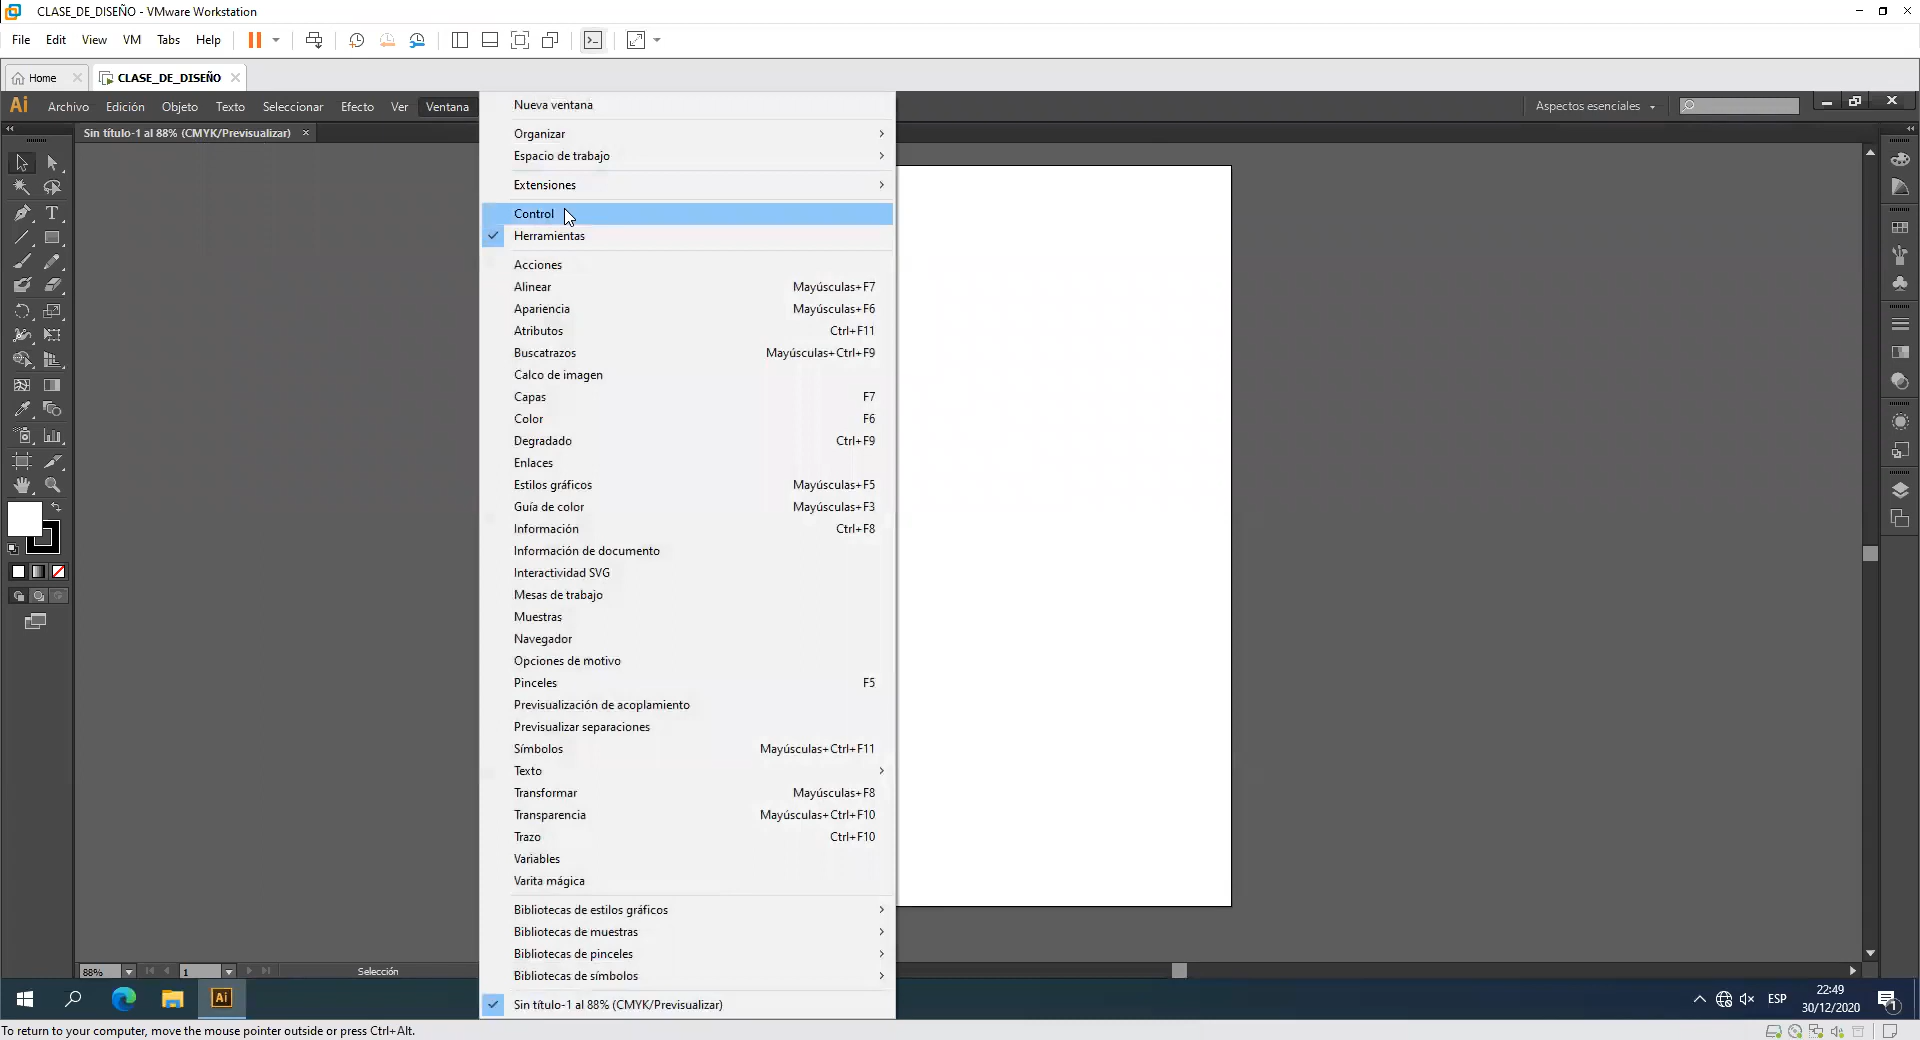 CLASE_DE_DISEÑO - VMware Workstation
File Edit View VM Tabs Help
Home CLASE_DE_DISEÑO
Ai Archivo Edición Objeto Texto Seleccionar Efecto Ver Ventana Aspectos esenciales
Sin título-1 al 88% (CMYK/Previsualizar)
Nueva ventana
Organizar
Espacio de trabajo
Extensiones
Control
Herramientas
Acciones
Alinear Mayúsculas+F7
Apariencia Mayúsculas+F6
Atributos Ctrl+F11
Buscatrazos Mayúsculas+Ctrl+F9
Calco de imagen
Capas F7
Color F6
Degradado Ctrl+F9
Enlaces
Estilos gráficos Mayúsculas+F5
Guía de color Mayúsculas+F3
Información Ctrl+F8
Información de documento
Interactividad SVG
Mesas de trabajo
Muestras
Navegador
Opciones de motivo
Pinceles F5
Previsualización de acoplamiento
Previsualizar separaciones
Símbolos Mayúsculas+Ctrl+F11
Texto
Transformar Mayúsculas+F8
Transparencia Mayúsculas+Ctrl+F10
Trazo Ctrl+F10
Variables
Varita mágica
Bibliotecas de estilos gráficos
Bibliotecas de muestras
Bibliotecas de pinceles
Bibliotecas de símbolos
Sin título-1 al 88% (CMYK/Previsualizar)
88% 1 Selección
Ai ESP 22:49
30/12/2020 1
To return to your computer, move the mouse pointer outside or press Ctrl+Alt.